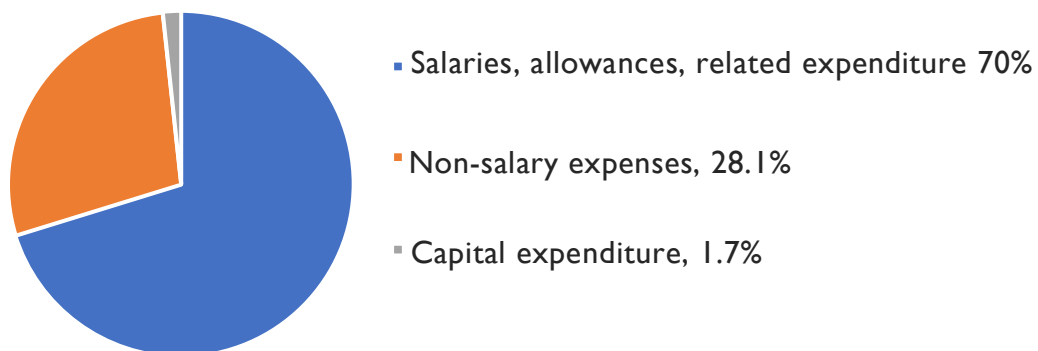 Salaries, allowances, related expenditure 70%
Non-salary expenses, 28.1%
Capital expenditure, 1.7%